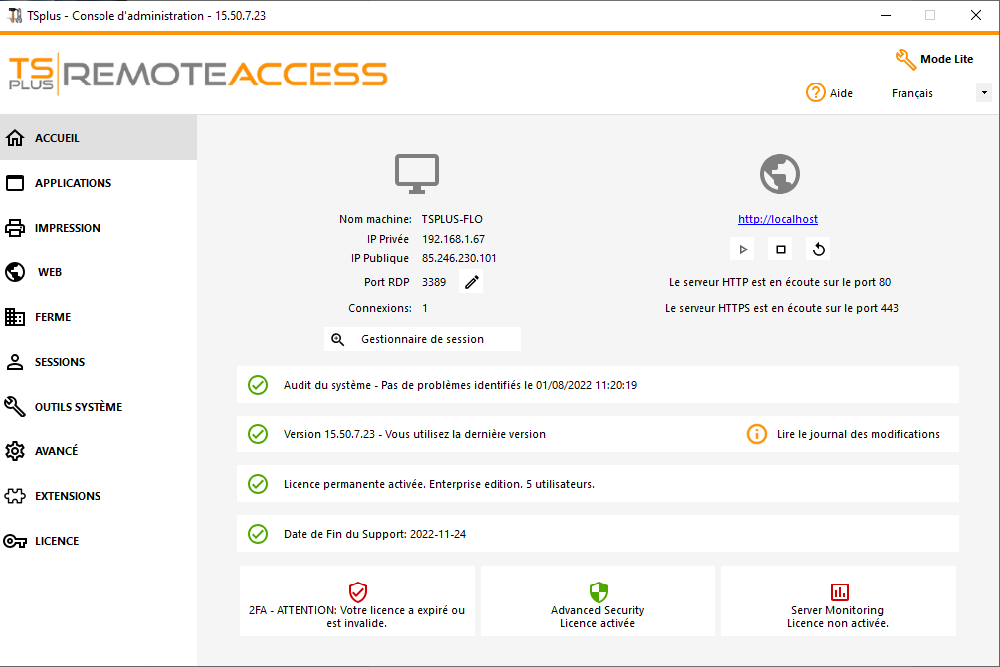 TSplus - Console d'administration - 15.50.7.23
TS PLUS REMOTEACCESS
Mode Lite
Aide
Français
ACCUEIL
APPLICATIONS
IMPRESSION
WEB
FERME
SESSIONS
OUTILS SYSTÈME
AVANCÉ
EXTENSIONS
LICENCE
Nom machine: TSPLUS-FLO
IP Privée 192.168.1.67
IP Publique 85.246.230.101
Port RDP 3389
Connexions: 1
Gestionnaire de session
http://localhost
Le serveur HTTP est en écoute sur le port 80
Le serveur HTTPS est en écoute sur le port 443
Audit du système - Pas de problèmes identifiés le 01/08/2022 11:20:19
Version 15.50.7.23 - Vous utilisez la dernière version
Lire le journal des modifications
Licence permanente activée. Enterprise edition. 5 utilisateurs.
Date de Fin du Support: 2022-11-24
2FA - ATTENTION: Votre licence a expiré ou
est invalide.
Advanced Security
Licence activée
Server Monitoring
Licence non activée.